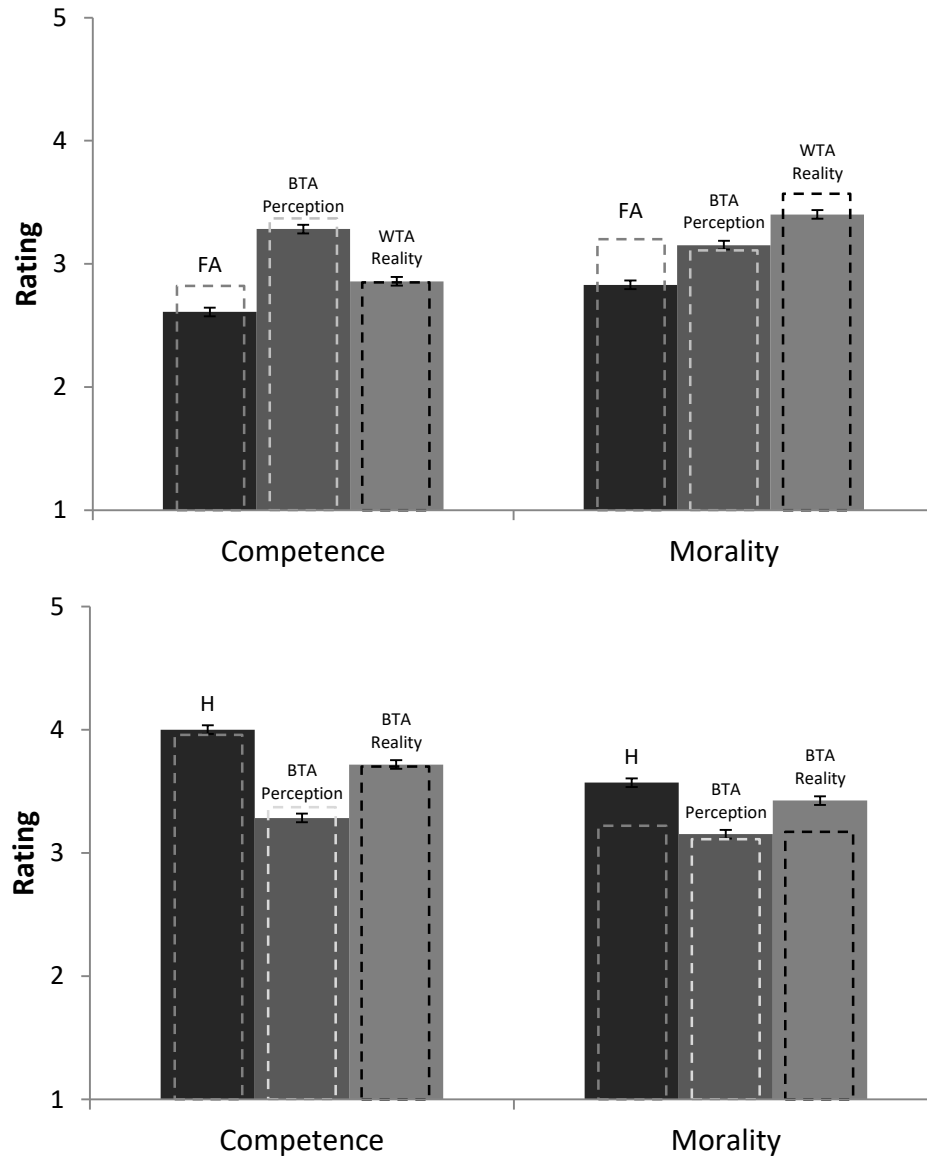 5
4
3
2
1
Rating
FA
BTA
Perception
WTA
Reality
FA
BTA
Perception
WTA
Reality
Competence
Morality
5
4
3
2
1
Rating
H
BTA
Perception
BTA
Reality
H
BTA
Perception
BTA
Reality
Competence
Morality